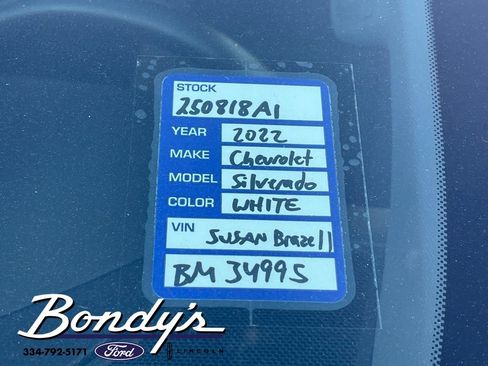 STOCK
250818A1
YEAR 2022
MAKE Chevrolet
MODEL Silverado
COLOR WHITE
VIN SUSAN Brazell
BM 34995
Bondy's
334-792-5171 Ford LINCOLN